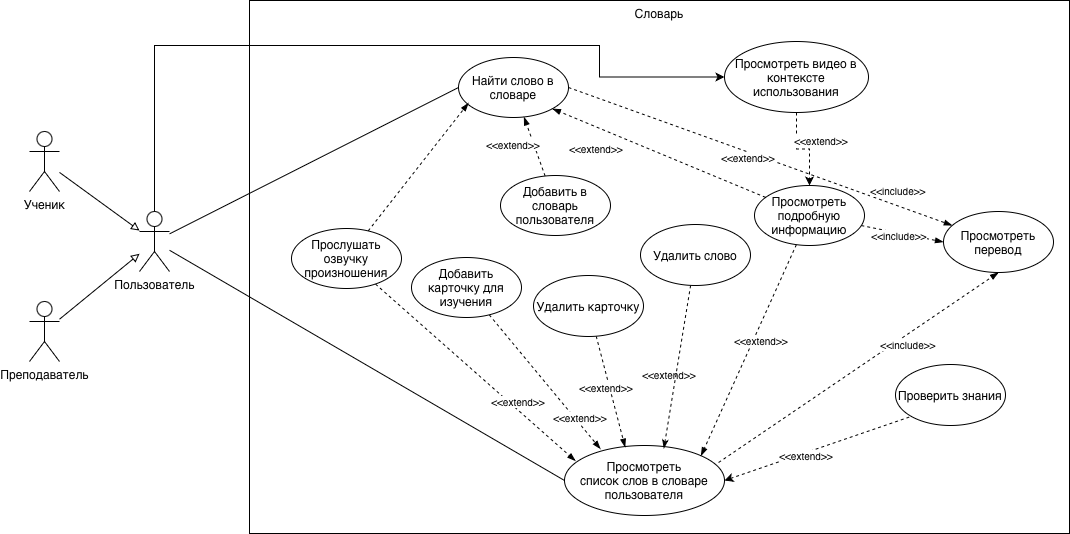 Словарь
Просмотреть видео в
контексте
использования
Найти слово в
словаре
<<extend>>
<<extend>>
<<extend>>
<<extend>>
Ученик
Добавить в
словарь
пользователя
Просмотреть
подробную
информацию
<<include>>
<<include>>
Просмотреть
перевод
Пользователь
Прослушать
озвучку
произношения
Добавить
карточку для
изучения
Удалить карточку
Удалить слово
Преподаватель
<<extend>>
<<include>>
<<extend>>
<<extend>>
<<extend>>
<<extend>>
Проверить знания
<<extend>>
Просмотреть
список слов в словаре
пользователя